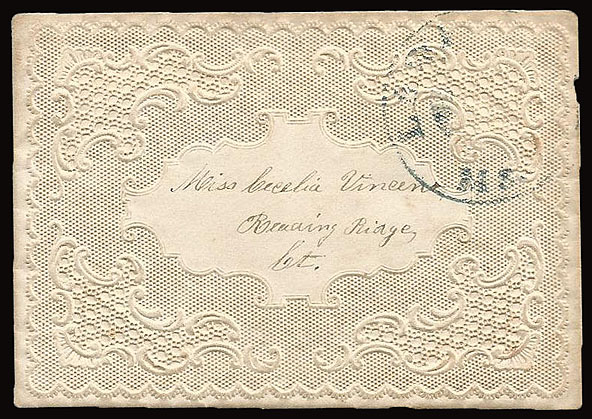 Miss Cecelia Vincent
Reading Ridge,
Ct.